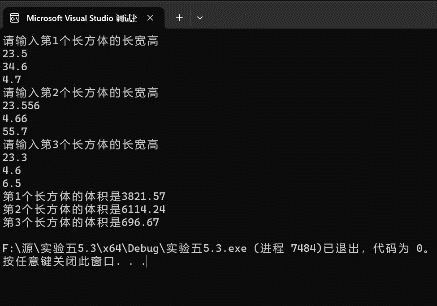 Microsoft Visual Studio 调试控
请输入第1个长方体的长宽高
23.5
34.6
4.7
请输入第2个长方体的长宽高
23.556
4.66
55.7
请输入第3个长方体的长宽高
23.3
4.6
6.5
第1个长方体的体积是3821.57
第2个长方体的体积是6114.24
第3个长方体的体积是696.67
F:\源\实验五5.3\x64\Debug\实验五5.3.exe (进程 7484)已退出，代码为 0。
按任意键关闭此窗口. . .